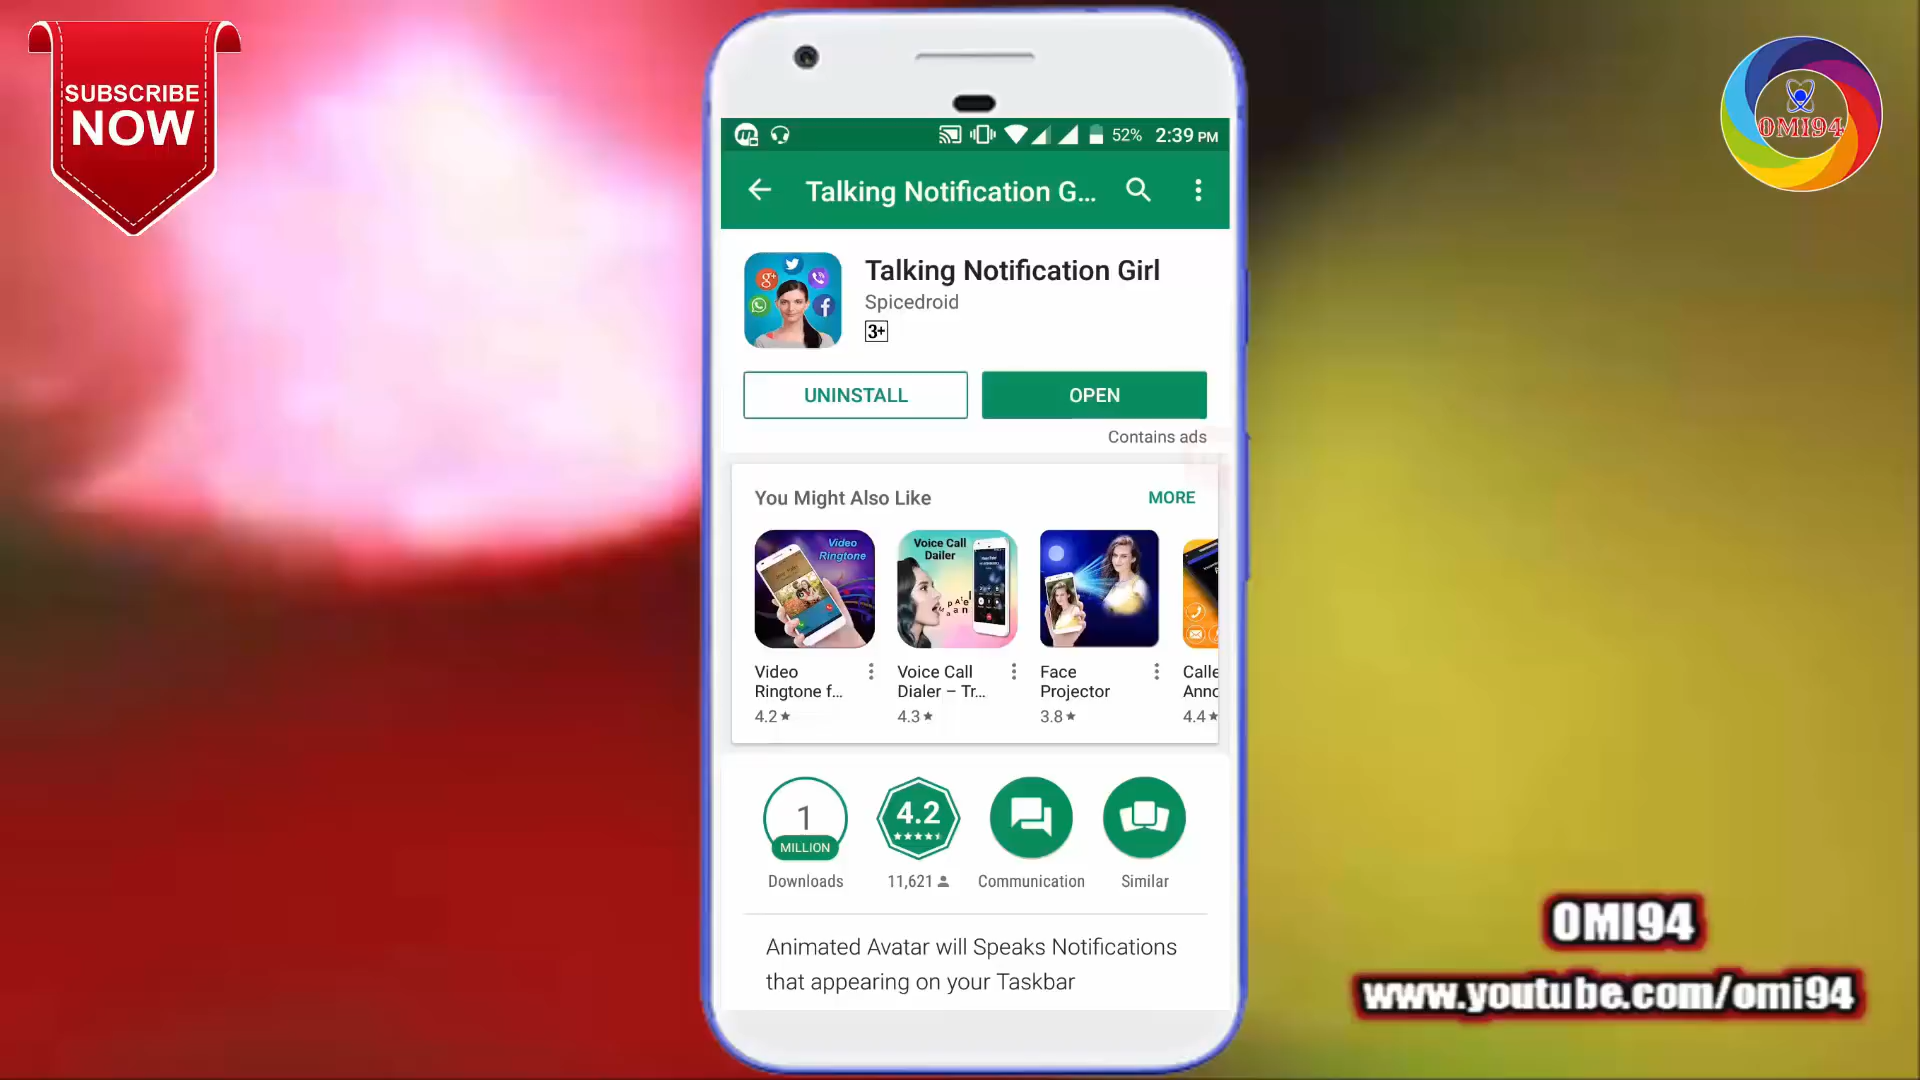 SUBSCRIBE
NOW
52% 2:39 PM
Talking Notification G...
OMI94
Talking Notification Girl
Spicedroid
3+
UNINSTALL
OPEN
Contains ads
You Might Also Like
MORE
Video
Ringtone
Voice Call
Dailer
Video
Ringtone f...
4.2★
Voice Call
Dialer – Tr...
4.3★
Face
Projector
3.8★
Calle
Anno
4.4★
1
MILLION
Downloads
4.2
11,621
Communication
Similar
Animated Avatar will Speaks Notifications
that appearing on your Taskbar
OMI94
www.youtube.com/omi94